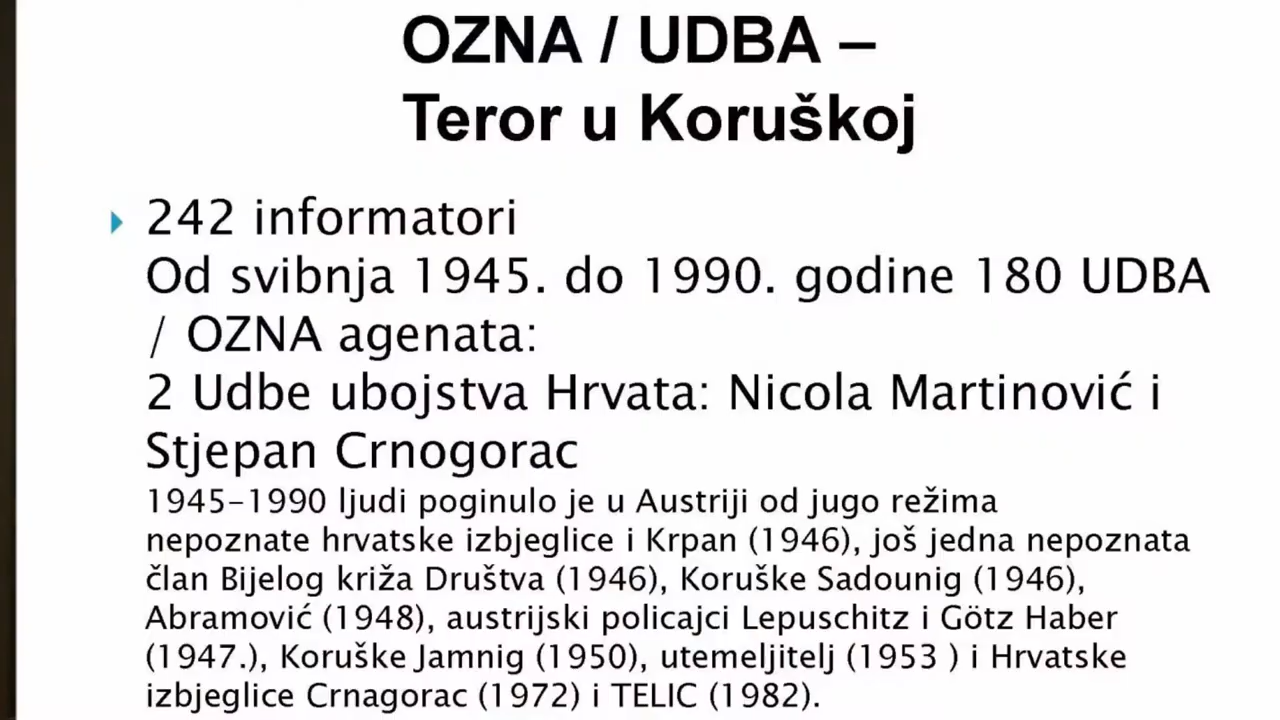 OZNA / UDBA –
Teror u Koruškoj
242 informatori
Od svibnja 1945. do 1990. godine 180 UDBA
/ OZNA agenata:
2 Udbe ubojstva Hrvata: Nicola Martinović i
Stjepan Crnogorac
1945-1990 ljudi poginulo je u Austriji od jugo režima
nepoznate hrvatske izbjeglice i Krpan (1946), još jedna nepoznata
član Bijelog križa Društva (1946), Koruške Sadounig (1946),
Abramović (1948), austrijski policajci Lepuschitz i Götz Haber
(1947.), Koruške Jamnig (1950), utemeljitelj (1953 ) i Hrvatske
izbjeglice Crnagorac (1972) i TELIC (1982).